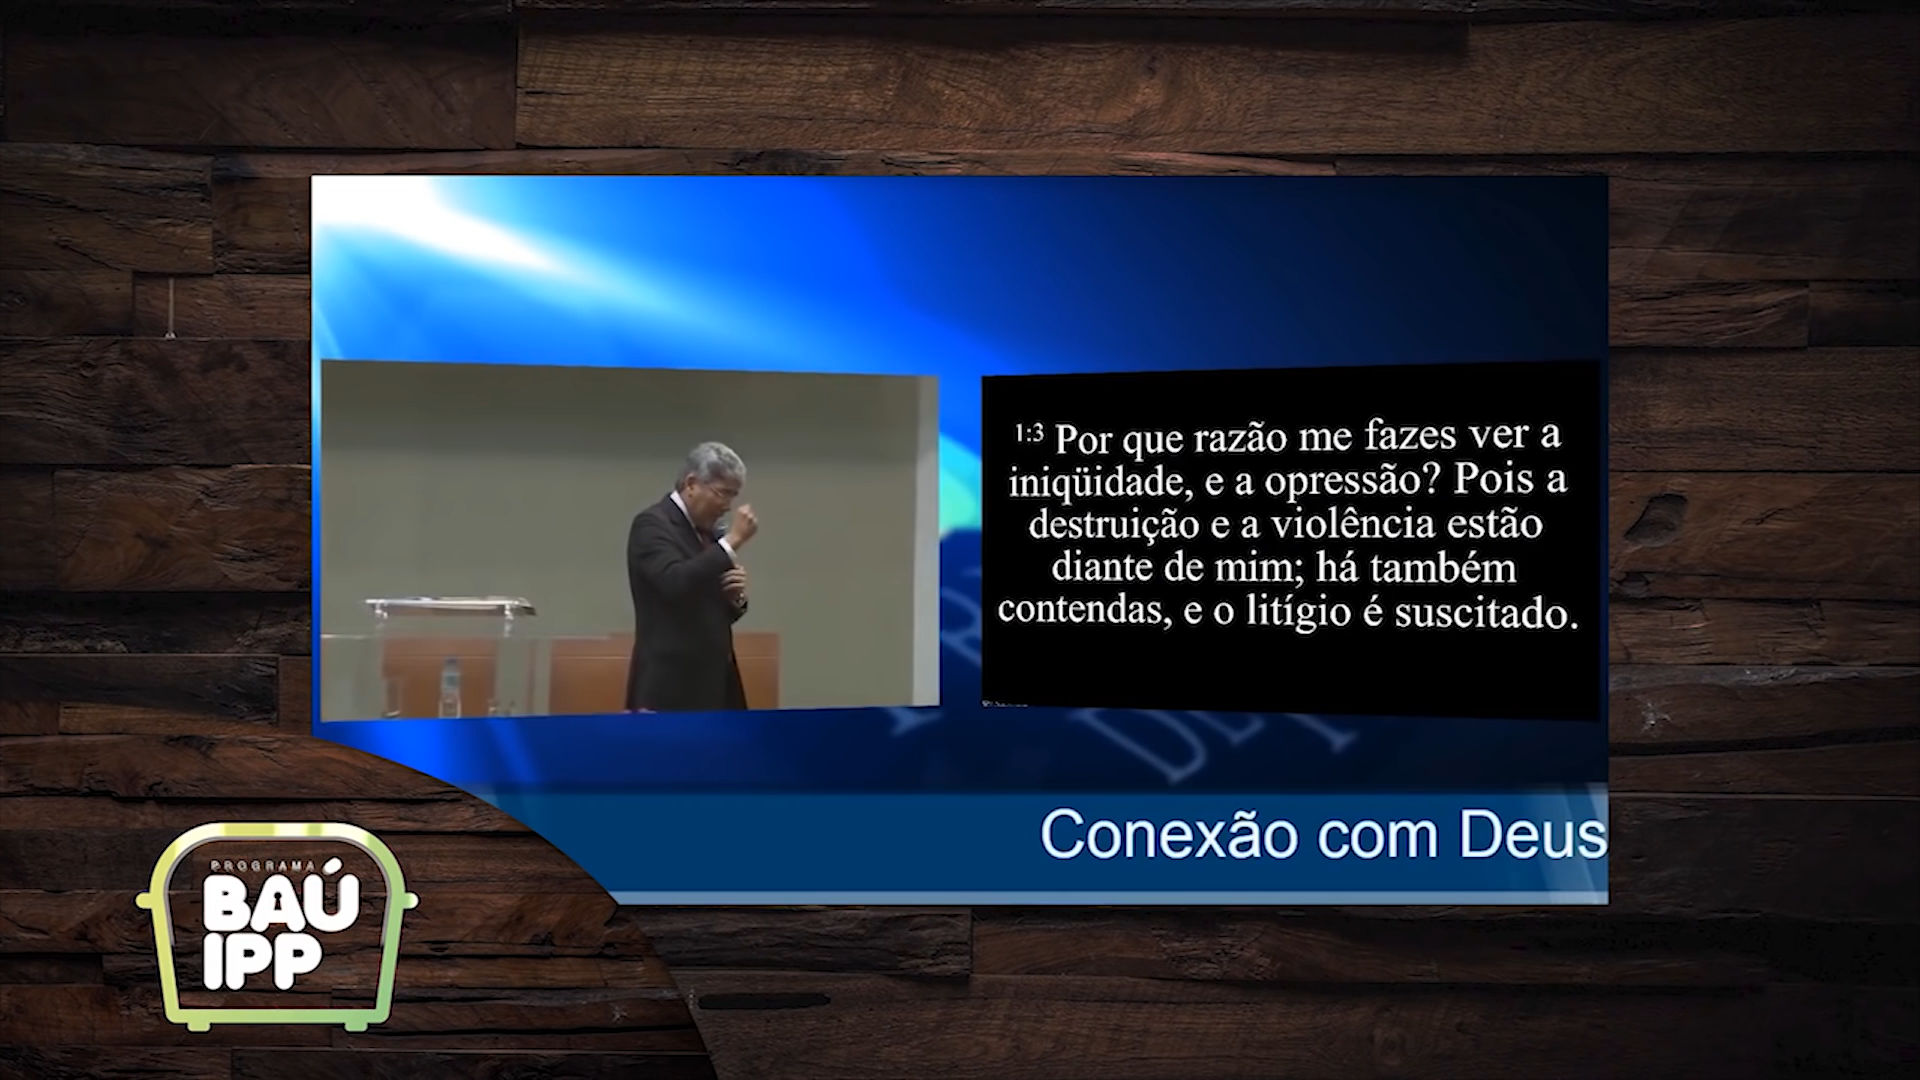 1:3 Por que razão me fazes ver a
iniqüidade, e a opressão? Pois a
destruição e a violência estão
diante de mim; há também
contendas, e o litígio é suscitado.
Conexão com Deus
PROGRAMA
BAÚ
IPP